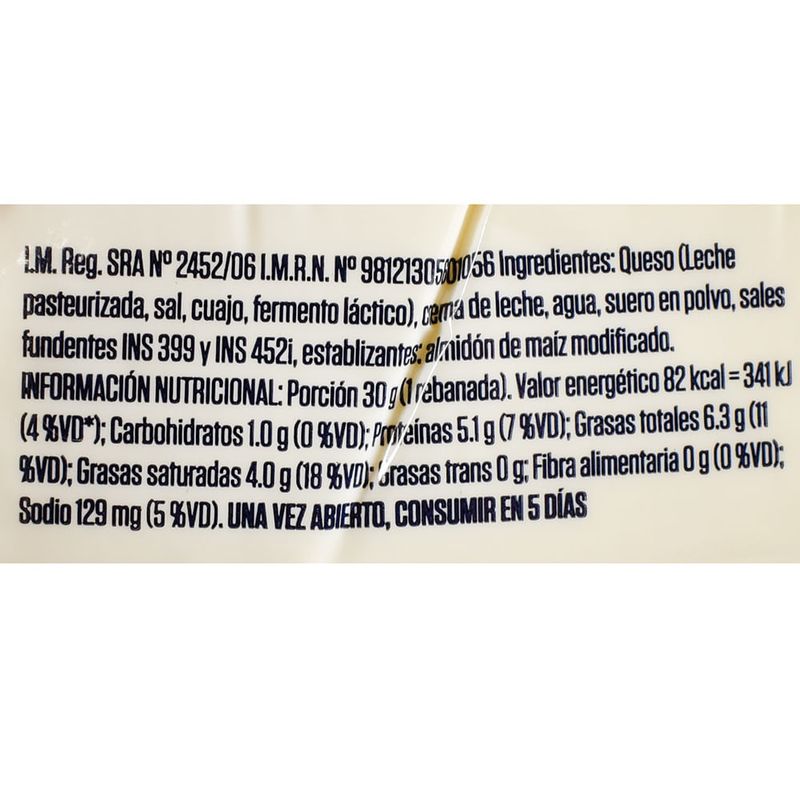 I.M. Reg. SRA Nº 2452/06 I.M.R.N. Nº Ingredientes: Queso (Leche
pasteurizada, sal, cuajo, fermento láctico), crema de leche, agua, suero en polvo, sales
fundentes INS 399 y INS 452i, establizantes: almidón de maíz modificado.
INFORMACIÓN NUTRICIONAL: Porción 30 g (1 rebanada). Valor energético 82 kcal = 341 kJ
(4 %VD*); Carbohidratos 1.0 g (0 %VD); Proteínas 5.1 g (7 %VD); Grasas totales 6.3 g (11
%VD); Grasas saturadas 4.0 g (18 %VD); Grasas trans 0 g; Fibra alimentaria 0 g (0 %VD);
Sodio 129 mg (5 %VD). UNA VEZ ABIERTO, CONSUMIR EN 5 DÍAS